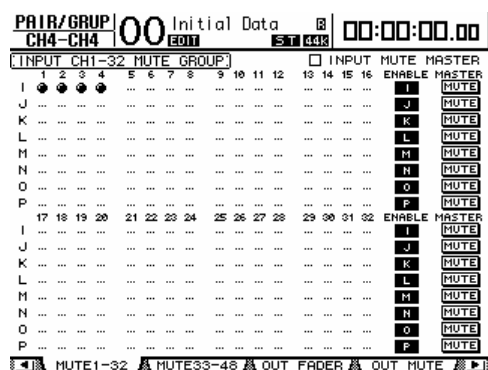 PAIR/GRUP 00 Initial Data R 00:00:00.00
CH4-CH4 EDIT ST 44K
INPUT CH1-32 MUTE GROUP INPUT MUTE MASTER
1 2 3 4 5 6 7 8 9 10 11 12 13 14 15 16 ENABLE MASTER
I I MUTE
J J MUTE
K K MUTE
L L MUTE
M M MUTE
N N MUTE
O O MUTE
P P MUTE
17 18 19 20 21 22 23 24 25 26 27 28 29 30 31 32 ENABLE MASTER
I I MUTE
J J MUTE
K K MUTE
L L MUTE
M M MUTE
N N MUTE
O O MUTE
P P MUTE
MUTE1-32 MUTE33-48 OUT FADER OUT MUTE